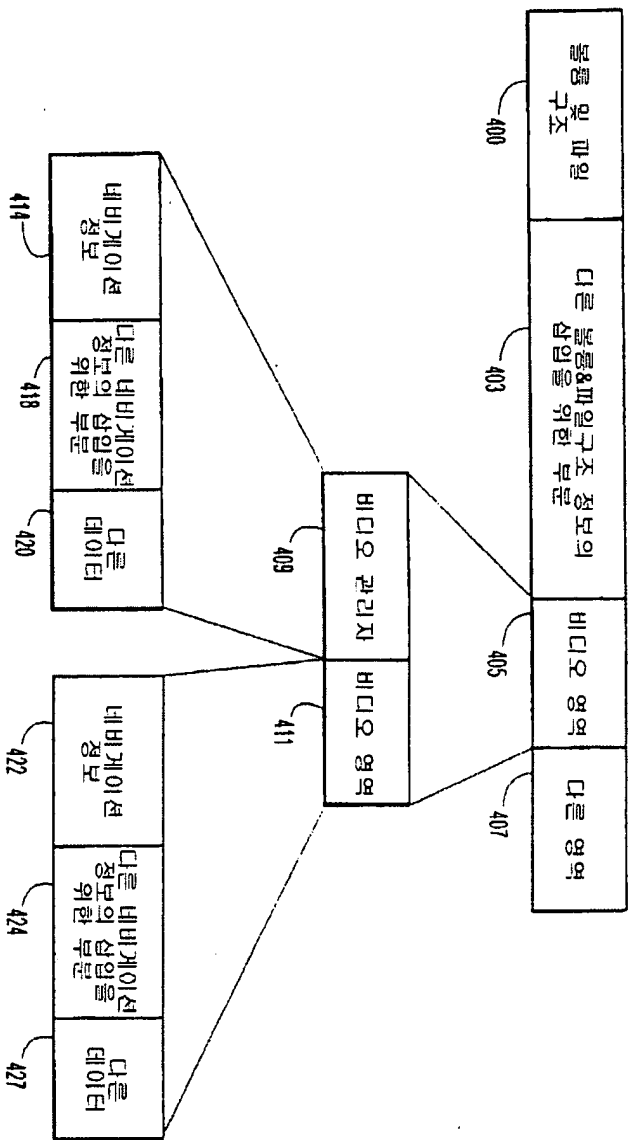 볼륨 및 파일
구조
400
다른 볼륨&파일구조 정보의
삽입을 위한 부분
403
비디오 영역
405
다른 영역
407
비디오 관리자
409
비디오 영역
411
네비게이션
정보
414
다른 네비게이션
정보의 삽입을
위한 부분
418
다른
데이터
420
네비게이션
정보
422
다른 네비게이션
정보의 삽입을
위한 부분
424
다른
데이터
427